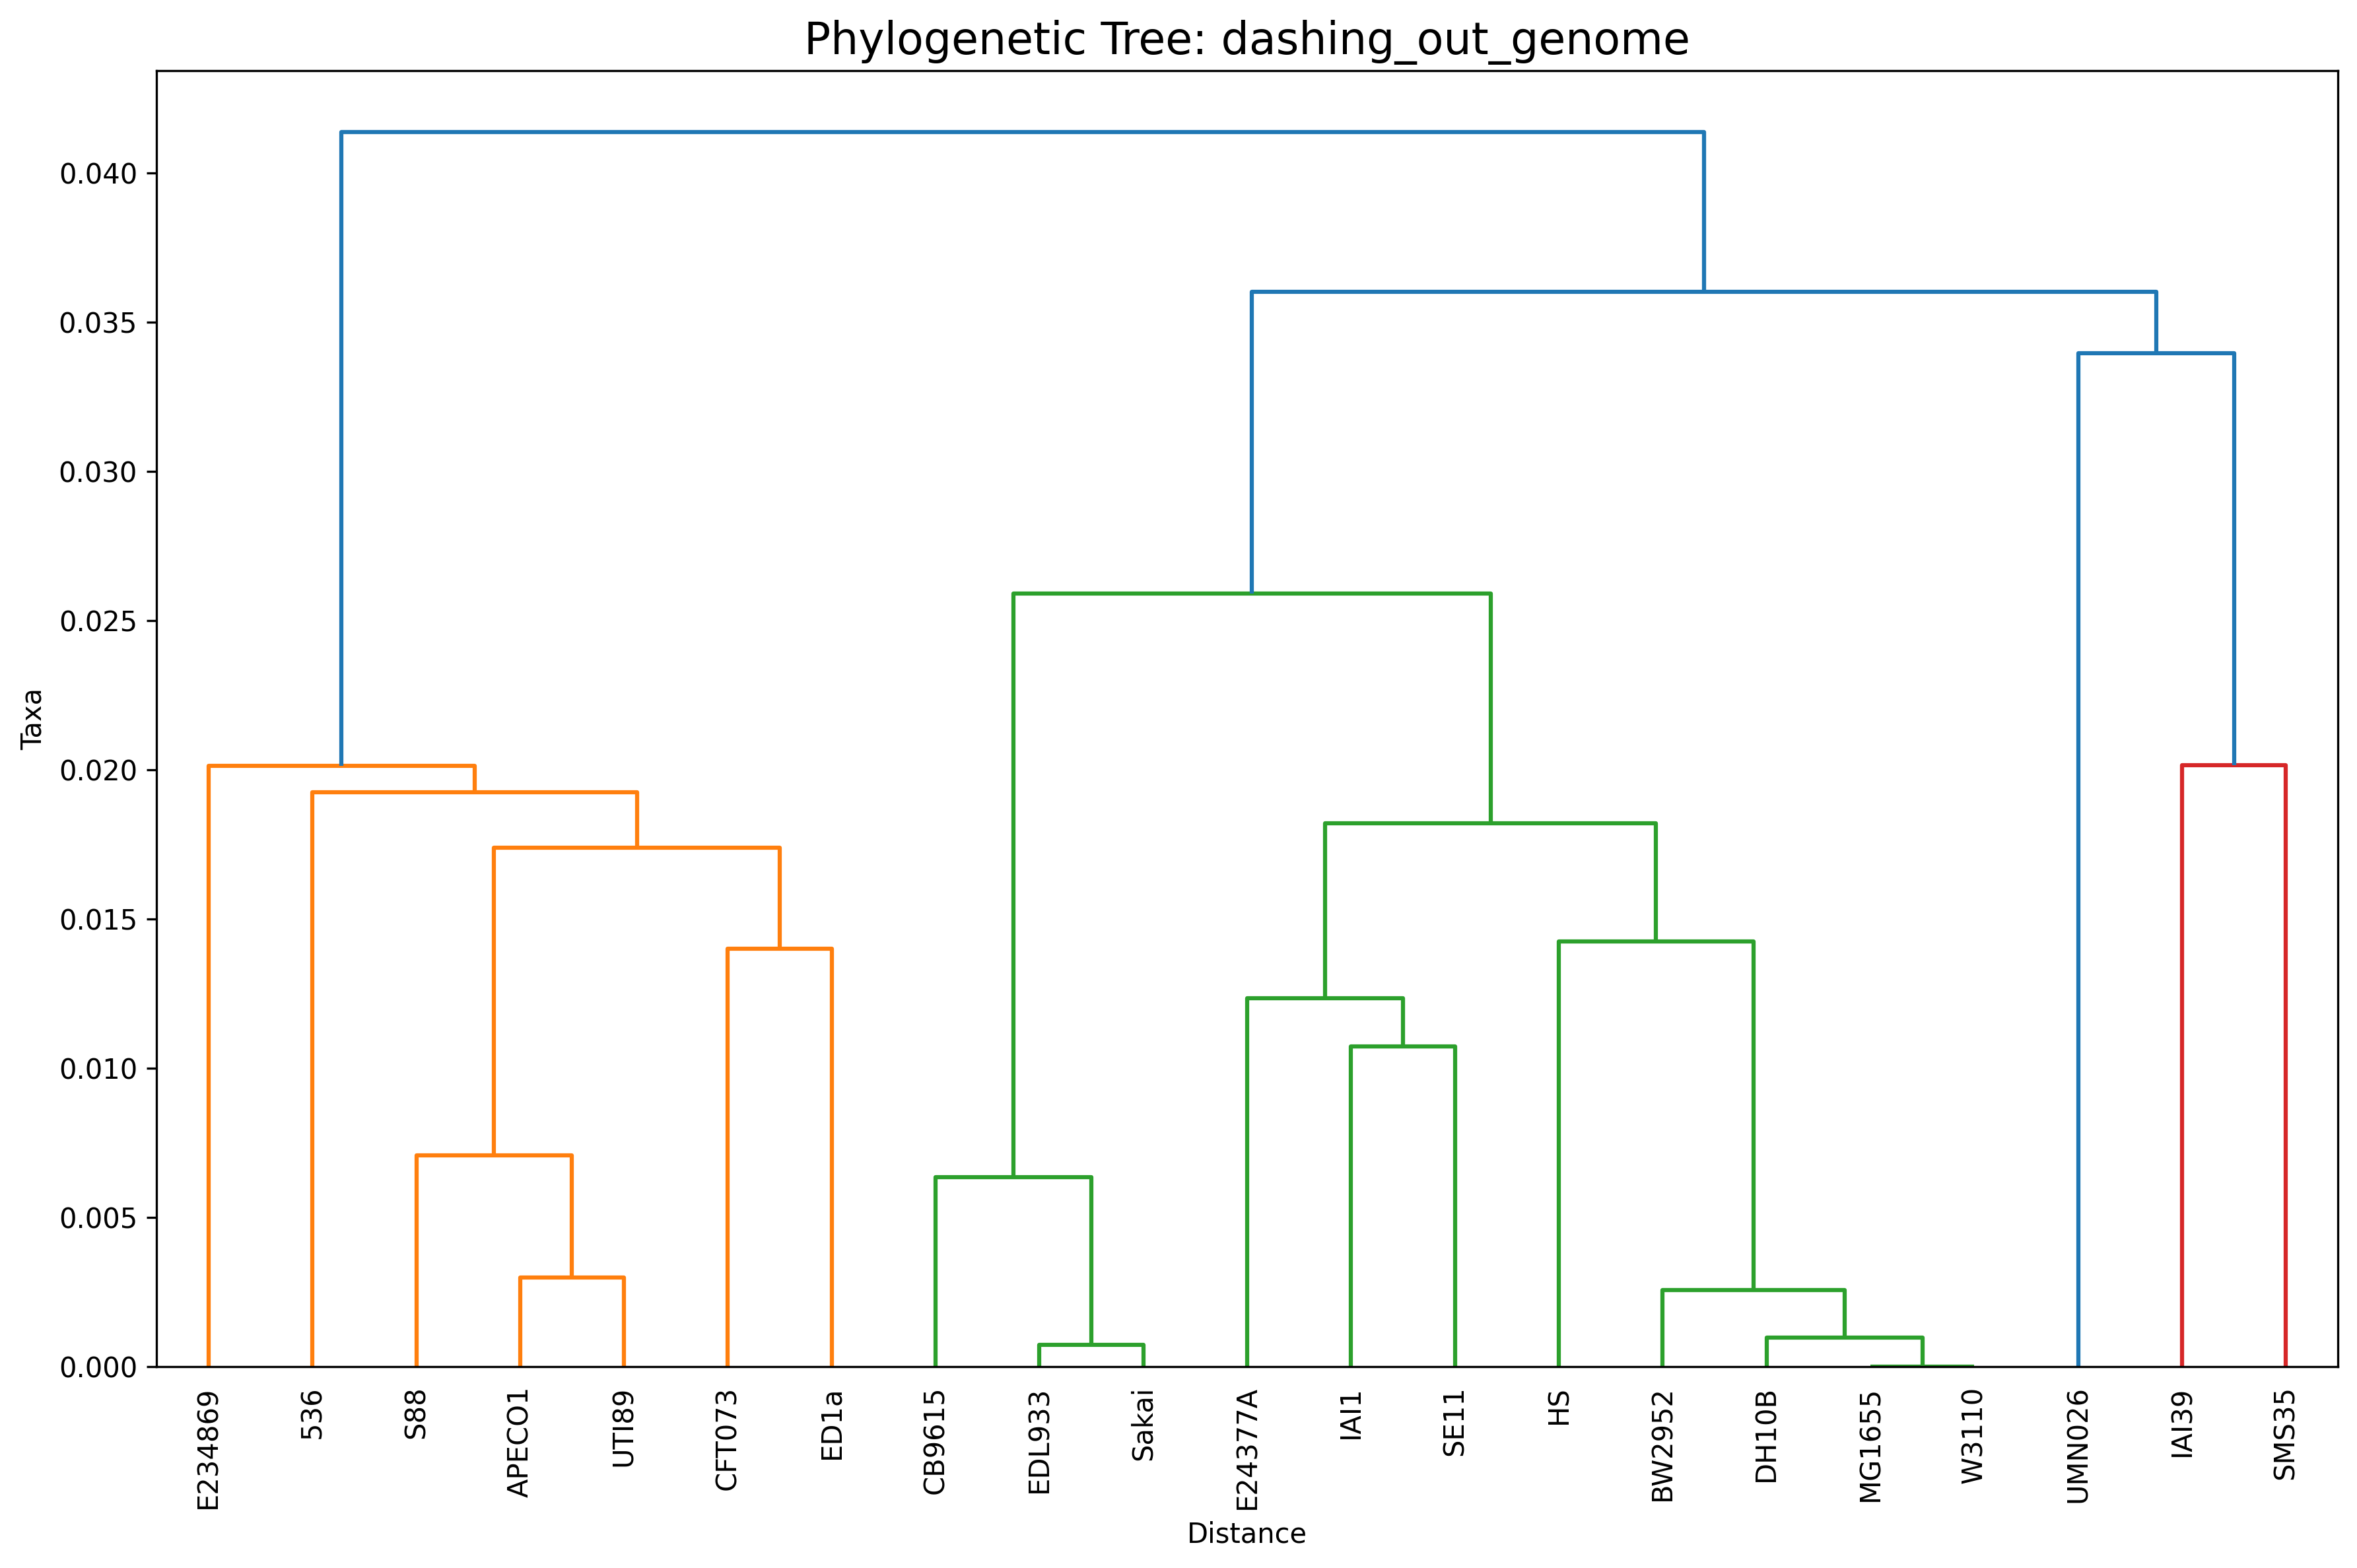 Phylogenetic Tree: dashing_out_genome
0.040
0.035
0.030
0.025
0.020
0.015
0.010
0.005
0.000
Taxa
E234869
536
S88
APECO1
UTI89
CFT073
ED1a
CB9615
EDL933
Sakai
E24377A
IAI1
SE11
HS
BW2952
DH10B
MG1655
W3110
UMN026
IAI39
SMS35
Distance